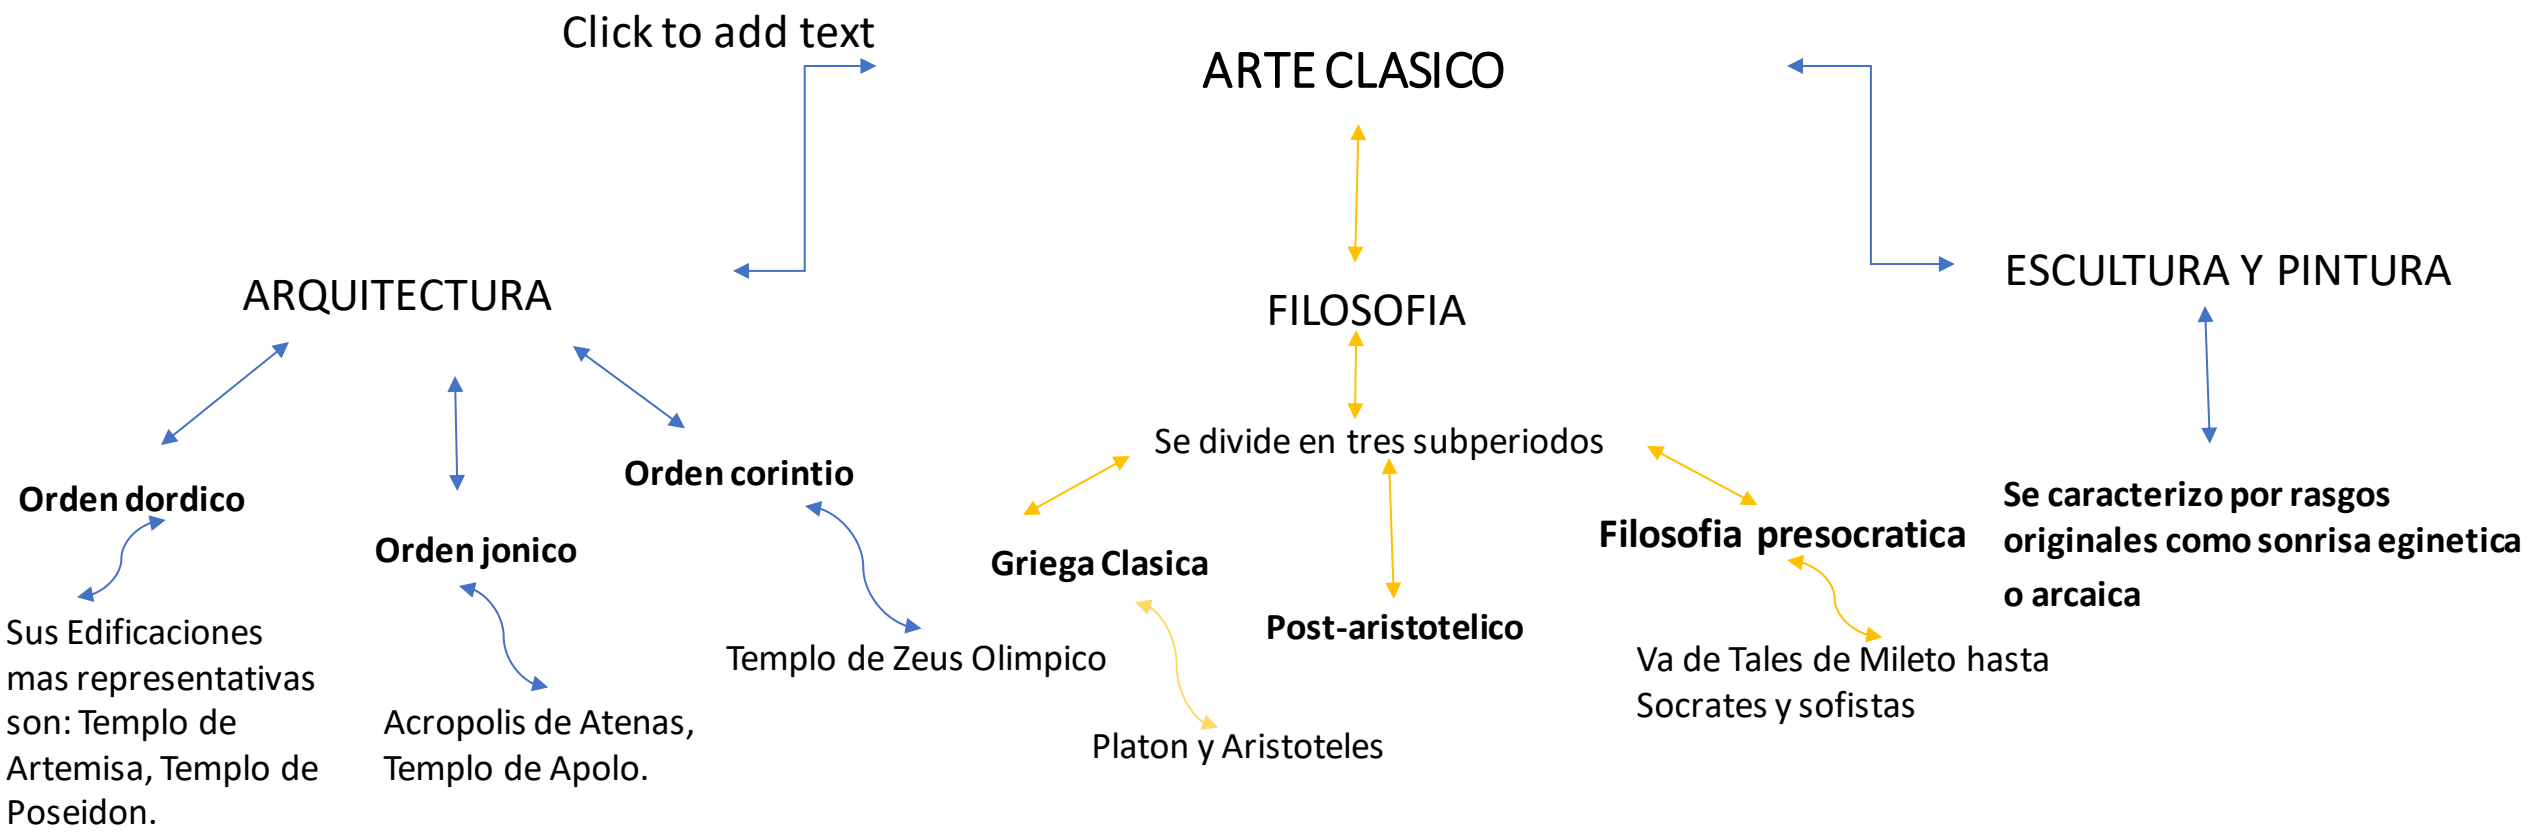 Click to add text
ARTE CLASICO
ARQUITECTURA
FILOSOFIA
ESCULTURA Y PINTURA
Se divide en tres subperiodos
Orden dordico
Orden jonico
Orden corintio
Griega Clasica
Post-aristotelico
Filosofia presocratica
Se caracterizo por rasgos
originales como sonrisa eginetica
o arcaica
Sus Edificaciones
mas representativas
son: Templo de
Artemisa, Templo de
Poseidon.
Acropolis de Atenas,
Templo de Apolo.
Templo de Zeus Olimpico
Platon y Aristoteles
Va de Tales de Mileto hasta
Socrates y sofistas